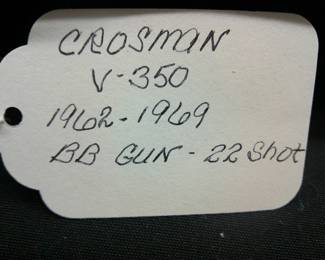 CROSMAN
V-350
1962-1969
BB GUN - 22 Shot